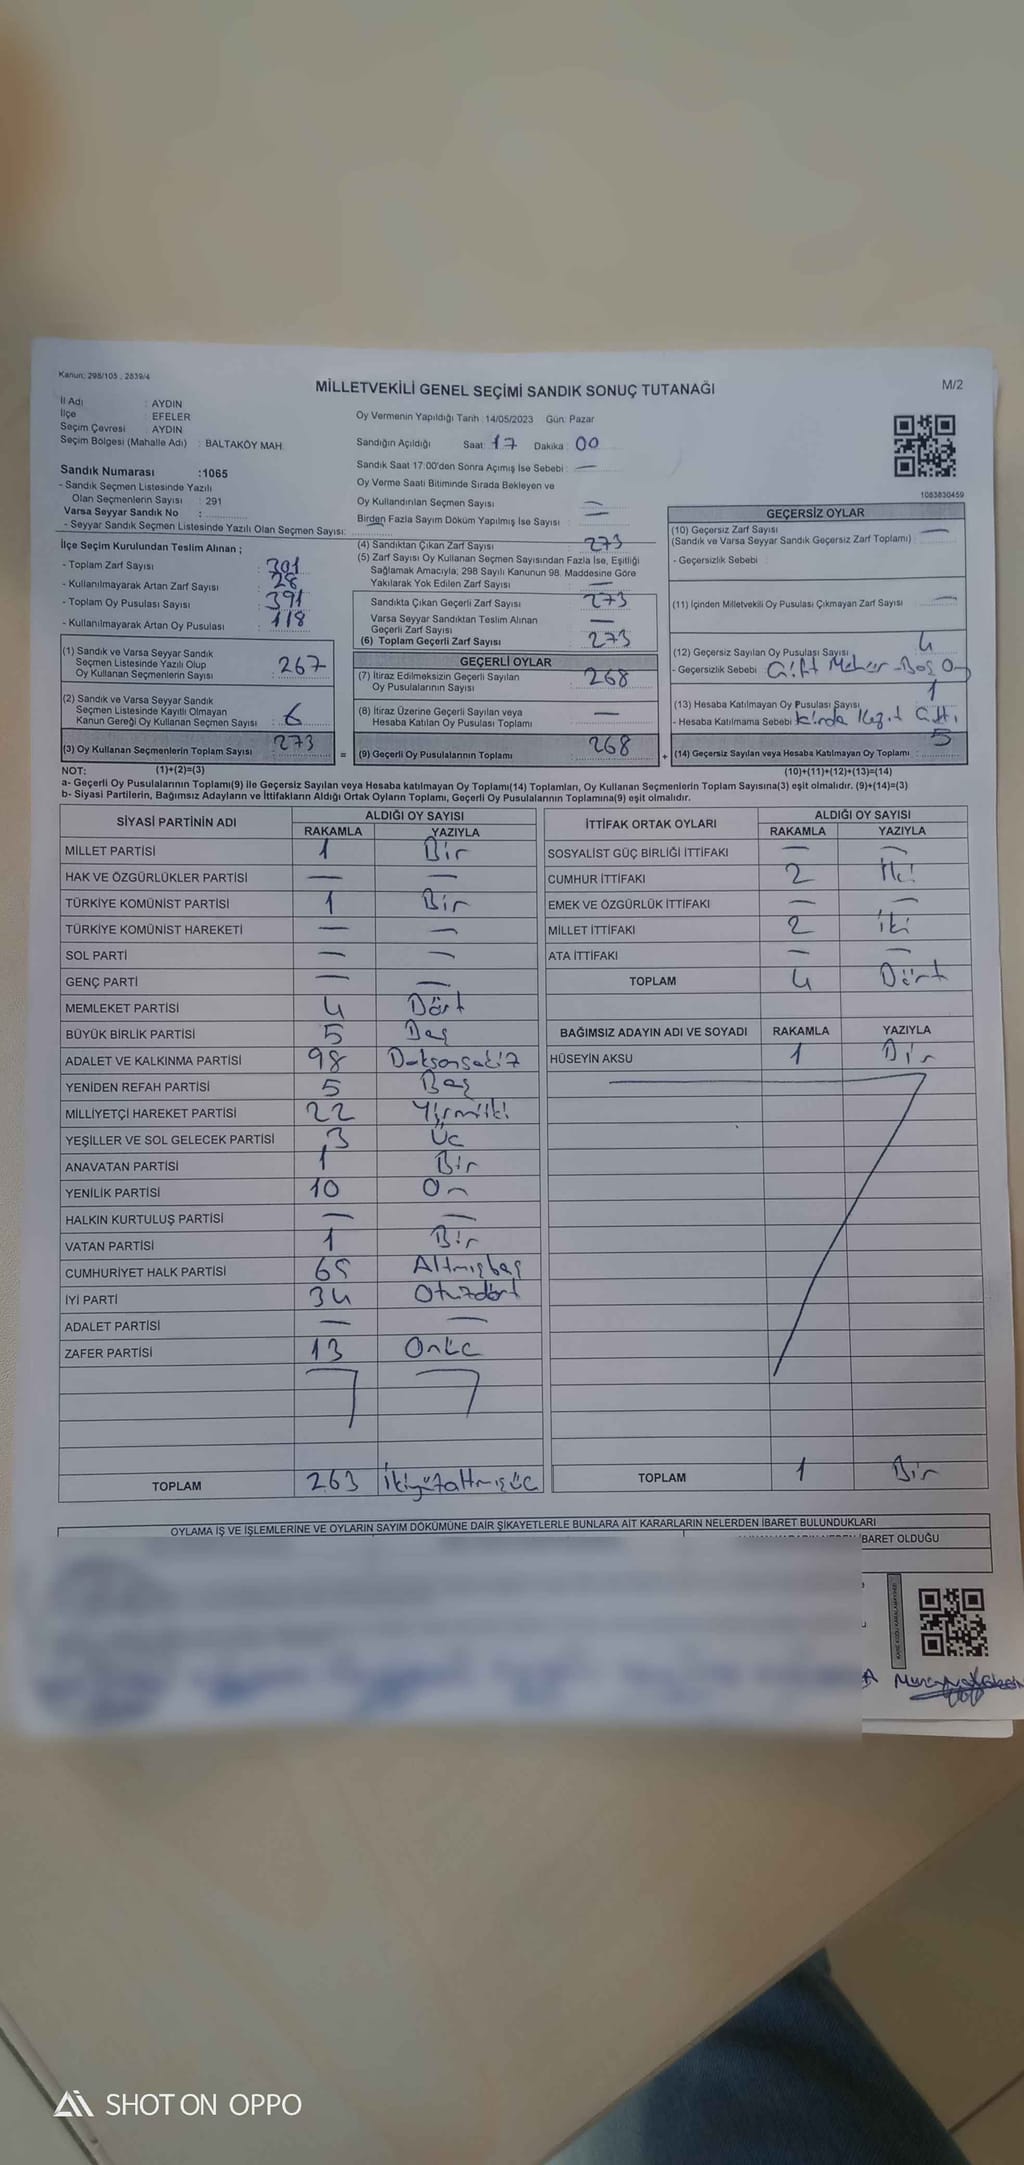 Kanun: 298/105 , 2839/4
MİLLETVEKİLİ GENEL SEÇİMİ SANDIK SONUÇ TUTANAĞI
M/2
İl Adı : AYDIN
İlçe : EFELER
Seçim Çevresi : AYDIN
Seçim Bölgesi (Mahalle Adı) : BALTAKÖY MAH.
Oy Vermenin Yapıldığı Tarih :14/05/2023 Gün: Pazar
Sandığın Açıldığı Saat: 17 Dakika : 00
Sandık Saat 17:00'den Sonra Açımış İse Sebebi : —
Oy Verme Saati Bitiminde Sırada Bekleyen ve
Oy Kullandırılan Seçmen Sayısı : —
Birden Fazla Sayım Döküm Yapılmış İse Sayısı : —
1083830459
Sandık Numarası :1065
- Sandık Seçmen Listesinde Yazılı
Olan Seçmenlerin Sayısı : 291
Varsa Seyyar Sandık No :
- Seyyar Sandık Seçmen Listesinde Yazılı Olan Seçmen Sayısı:
İlçe Seçim Kurulundan Teslim Alınan ;
- Toplam Zarf Sayısı : 301
- Kullanılmayarak Artan Zarf Sayısı : 28
- Toplam Oy Pusulası Sayısı : 391
- Kullanılmayarak Artan Oy Pusulası : 118
(1) Sandık ve Varsa Seyyar Sandık
Seçmen Listesinde Yazılı Olup
Oy Kullanan Seçmenlerin Sayısı : 267
(2) Sandık ve Varsa Seyyar Sandık
Seçmen Listesinde Kayıtlı Olmayan
Kanun Gereği Oy Kullanan Seçmen Sayısı : 6
(3) Oy Kullanan Seçmenlerin Toplam Sayısı : 273
(1)+(2)=(3)
(4) Sandıktan Çıkan Zarf Sayısı : 273
(5) Zarf Sayısı Oy Kullanan Seçmen Sayısından Fazla İse, Eşitliği
Sağlamak Amacıyla; 298 Sayılı Kanunun 98. Maddesine Göre
Yakılarak Yok Edilen Zarf Sayısı : —
Sandıkta Çıkan Geçerli Zarf Sayısı : 273
Varsa Seyyar Sandıktan Teslim Alınan
Geçerli Zarf Sayısı : —
(6) Toplam Geçerli Zarf Sayısı : 273
GEÇERLİ OYLAR
(7) İtiraz Edilmeksizin Geçerli Sayılan
Oy Pusulalarının Sayısı : 268
(8) İtiraz Üzerine Geçerli Sayılan veya
Hesaba Katılan Oy Pusulası Toplamı : —
= (9) Geçerli Oy Pusulalarının Toplamı : 268
GEÇERSİZ OYLAR
(10) Geçersiz Zarf Sayısı : —
(Sandık ve Varsa Seyyar Sandık Geçersiz Zarf Toplamı)
- Geçersizlik Sebebi :
(11) İçinden Milletvekili Oy Pusulası Çıkmayan Zarf Sayısı : —
(12) Geçersiz Sayılan Oy Pusulası Sayısı : 4
- Geçersizlik Sebebi : Çift Mühür - Boş Oy
(13) Hesaba Katılmayan Oy Pusulası Sayısı : 1
- Hesaba Katılmama Sebebi :
+ (14) Geçersiz Sayılan veya Hesaba Katılmayan Oy Toplamı : 5
(10)+(11)+(12)+(13)=(14)
NOT:
a- Geçerli Oy Pusulalarının Toplamı(9) ile Geçersiz Sayılan veya Hesaba katılmayan Oy Toplamı(14) Toplamları, Oy Kullanan Seçmenlerin Toplam Sayısına(3) eşit olmalıdır. (9)+(14)=(3)
b- Siyasi Partilerin, Bağımsız Adayların ve İttifakların Aldığı Ortak Oyların Toplamı, Geçerli Oy Pusulalarının Toplamına(9) eşit olmalıdır.
SİYASİ PARTİNİN ADI ALDIĞI OY SAYISI
RAKAMLA YAZIYLA
MİLLET PARTİSİ 1 Bir
HAK VE ÖZGÜRLÜKLER PARTİSİ — —
TÜRKİYE KOMÜNİST PARTİSİ 1 Bir
TÜRKİYE KOMÜNİST HAREKETİ — —
SOL PARTİ — —
GENÇ PARTİ — —
MEMLEKET PARTİSİ 4 Dört
BÜYÜK BİRLİK PARTİSİ 5 Beş
ADALET VE KALKINMA PARTİSİ 98 Doksansekiz
YENİDEN REFAH PARTİSİ 5 Beş
MİLLİYETÇİ HAREKET PARTİSİ 22 Yirmiiki
YEŞİLLER VE SOL GELECEK PARTİSİ 3 Üç
ANAVATAN PARTİSİ 1 Bir
YENİLİK PARTİSİ 10 On
HALKIN KURTULUŞ PARTİSİ — —
VATAN PARTİSİ 1 Bir
CUMHURİYET HALK PARTİSİ 65 Altmışbeş
İYİ PARTİ 34 Otuzdört
ADALET PARTİSİ — —
ZAFER PARTİSİ 13 Onüç
TOPLAM 263 İkiyüzaltmışüç
İTTİFAK ORTAK OYLARI ALDIĞI OY SAYISI
RAKAMLA YAZIYLA
SOSYALİST GÜÇ BİRLİĞİ İTTİFAKI — —
CUMHUR İTTİFAKI 2 İki
EMEK VE ÖZGÜRLÜK İTTİFAKI — —
MİLLET İTTİFAKI 2 iki
ATA İTTİFAKI — —
TOPLAM 4 Dört
BAĞIMSIZ ADAYIN ADI VE SOYADI RAKAMLA YAZIYLA
HÜSEYİN AKSU 1 Bir
TOPLAM 1 Bir
OYLAMA İŞ VE İŞLEMLERİNE VE OYLARIN SAYIM DÖKÜMÜNE DAİR ŞİKAYETLERLE BUNLARA AİT KARARLARIN NELERDEN İBARET BULUNDUKLARI
İBARET OLDUĞU
SHOT ON OPPO